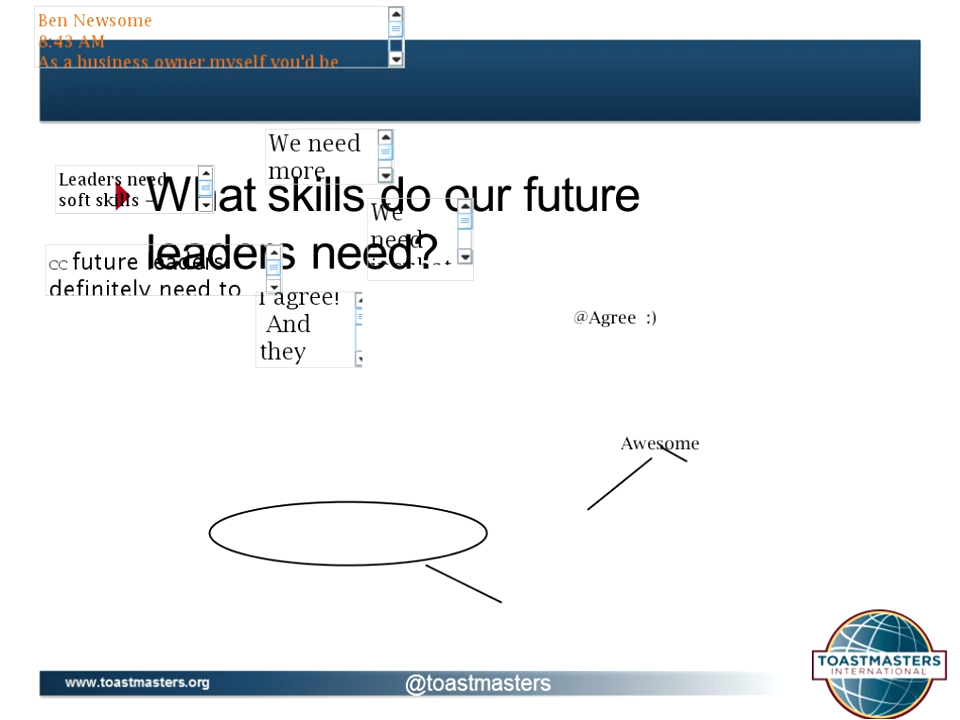 Ben Newsome
8:43 AM
As a business owner myself you'd be
We need
more
Leaders need
soft skills –
What skills do our future
leaders need?
We
need
cc future leaders
definitely need to
I agree!
And
they
@Agree :)
Awesome
www.toastmasters.org
@toastmasters
TOASTMASTERS
INTERNATIONAL